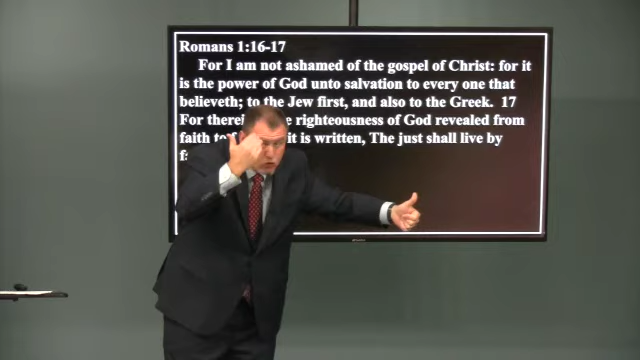 Romans 1:16-17
For I am not ashamed of the gospel of Christ: for it
is the power of God unto salvation to every one that
believeth; to the Jew first, and also to the Greek. 17
For righteousness of God revealed from
faith it is written, The just shall live by